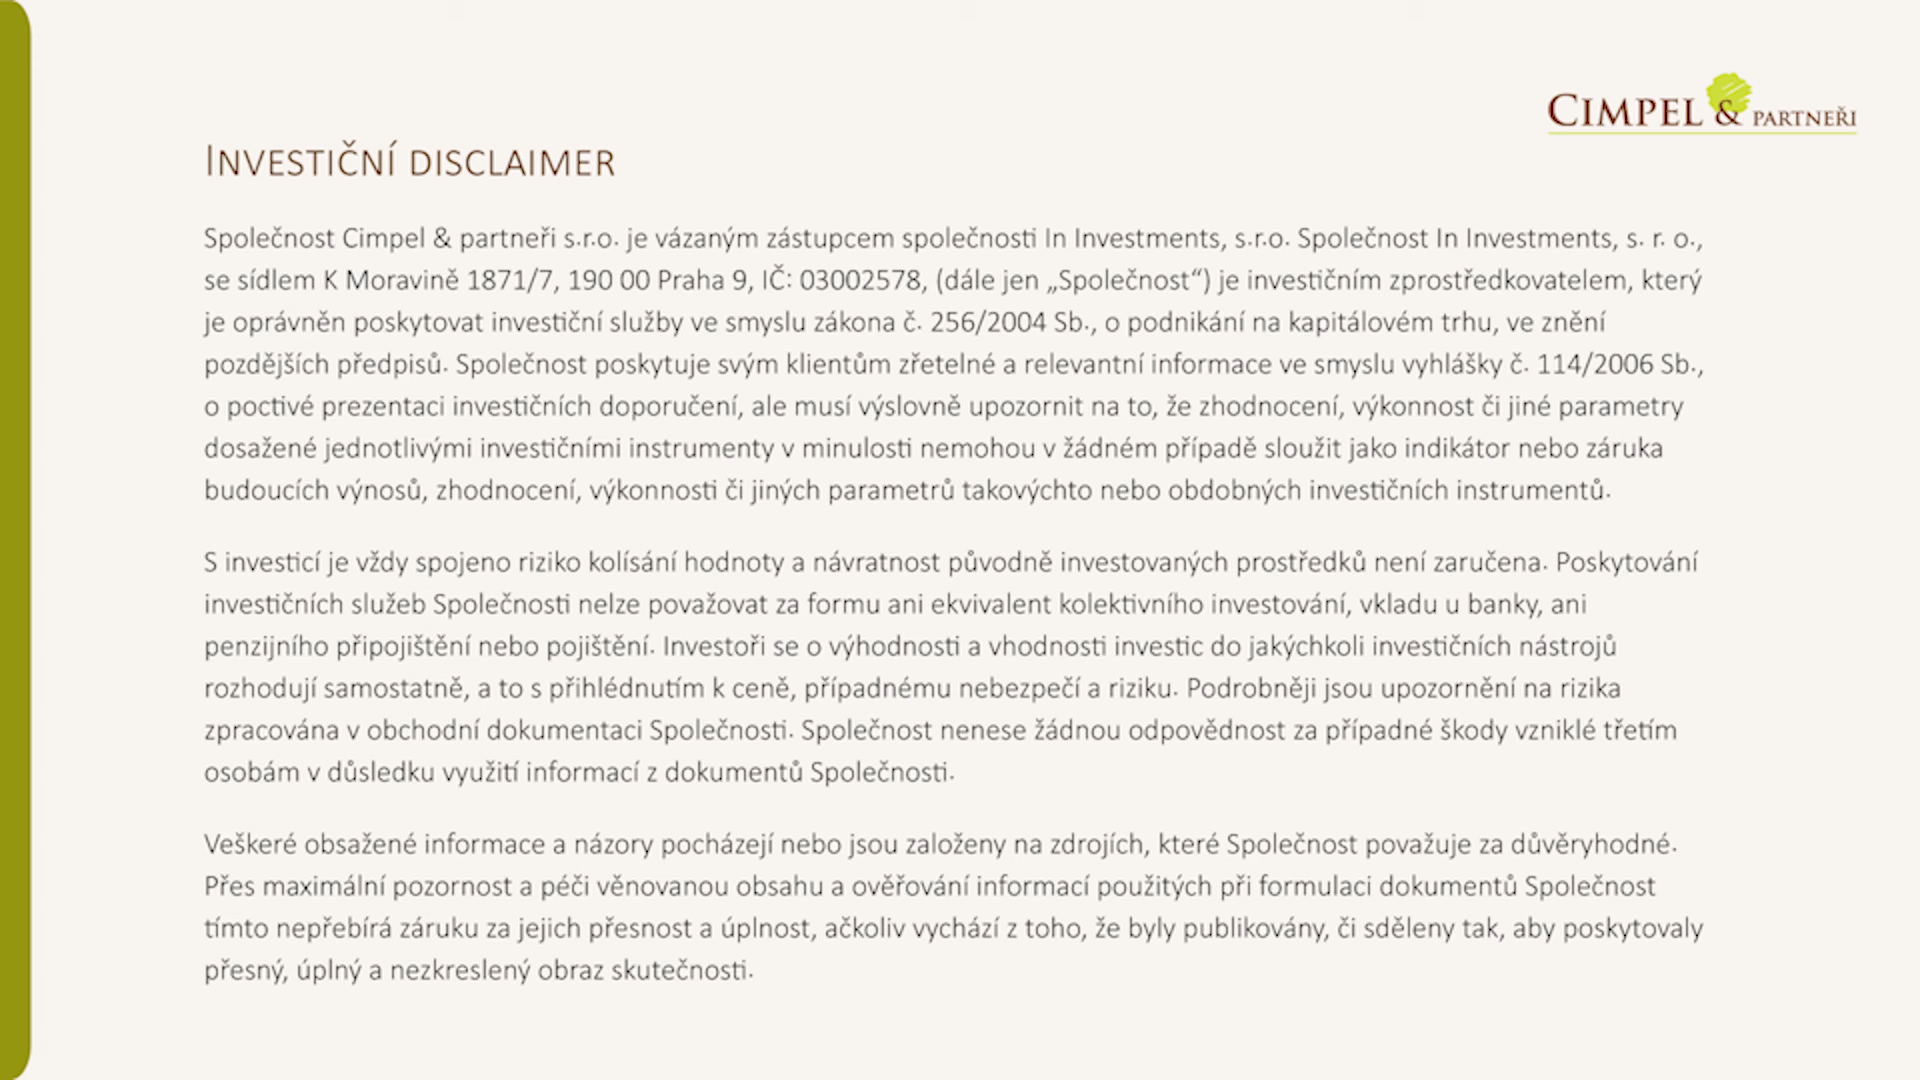 CIMPEL & PARTNEŘI
INVESTIČNÍ DISCLAIMER
Společnost Cimpel & partneři s.r.o. je vázaným zástupcem společnosti In Investments, s.r.o. Společnost In Investments, s. r. o.,
se sídlem K Moravině 1871/7, 190 00 Praha 9, IČ: 03002578, (dále jen „Společnost“) je investičním zprostředkovatelem, který
je oprávněn poskytovat investiční služby ve smyslu zákona č. 256/2004 Sb., o podnikání na kapitálovém trhu, ve znění
pozdějších předpisů. Společnost poskytuje svým klientům zřetelné a relevantní informace ve smyslu vyhlášky č. 114/2006 Sb.,
o poctivé prezentaci investičních doporučení, ale musí výslovně upozornit na to, že zhodnocení, výkonnost či jiné parametry
dosažené jednotlivými investičními instrumenty v minulosti nemohou v žádném případě sloužit jako indikátor nebo záruka
budoucích výnosů, zhodnocení, výkonnosti či jiných parametrů takovýchto nebo obdobných investičních instrumentů.
S investicí je vždy spojeno riziko kolísání hodnoty a návratnost původně investovaných prostředků není zaručena. Poskytování
investičních služeb Společnosti nelze považovat za formu ani ekvivalent kolektivního investování, vkladu u banky, ani
penzijního připojištění nebo pojištění. Investoři se o výhodnosti a vhodnosti investic do jakýchkoli investičních nástrojů
rozhodují samostatně, a to s přihlédnutím k ceně, případnému nebezpečí a riziku. Podrobněji jsou upozornění na rizika
zpracována v obchodní dokumentaci Společnosti. Společnost nenese žádnou odpovědnost za případné škody vzniklé třetím
osobám v důsledku využití informací z dokumentů Společnosti.
Veškeré obsažené informace a názory pocházejí nebo jsou založeny na zdrojích, které Společnost považuje za důvěryhodné.
Přes maximální pozornost a péči věnovanou obsahu a ověřování informací použitých při formulaci dokumentů Společnost
tímto nepřebírá záruku za jejich přesnost a úplnost, ačkoliv vychází z toho, že byly publikovány, či sděleny tak, aby poskytovaly
přesný, úplný a nezkreslený obraz skutečnosti.